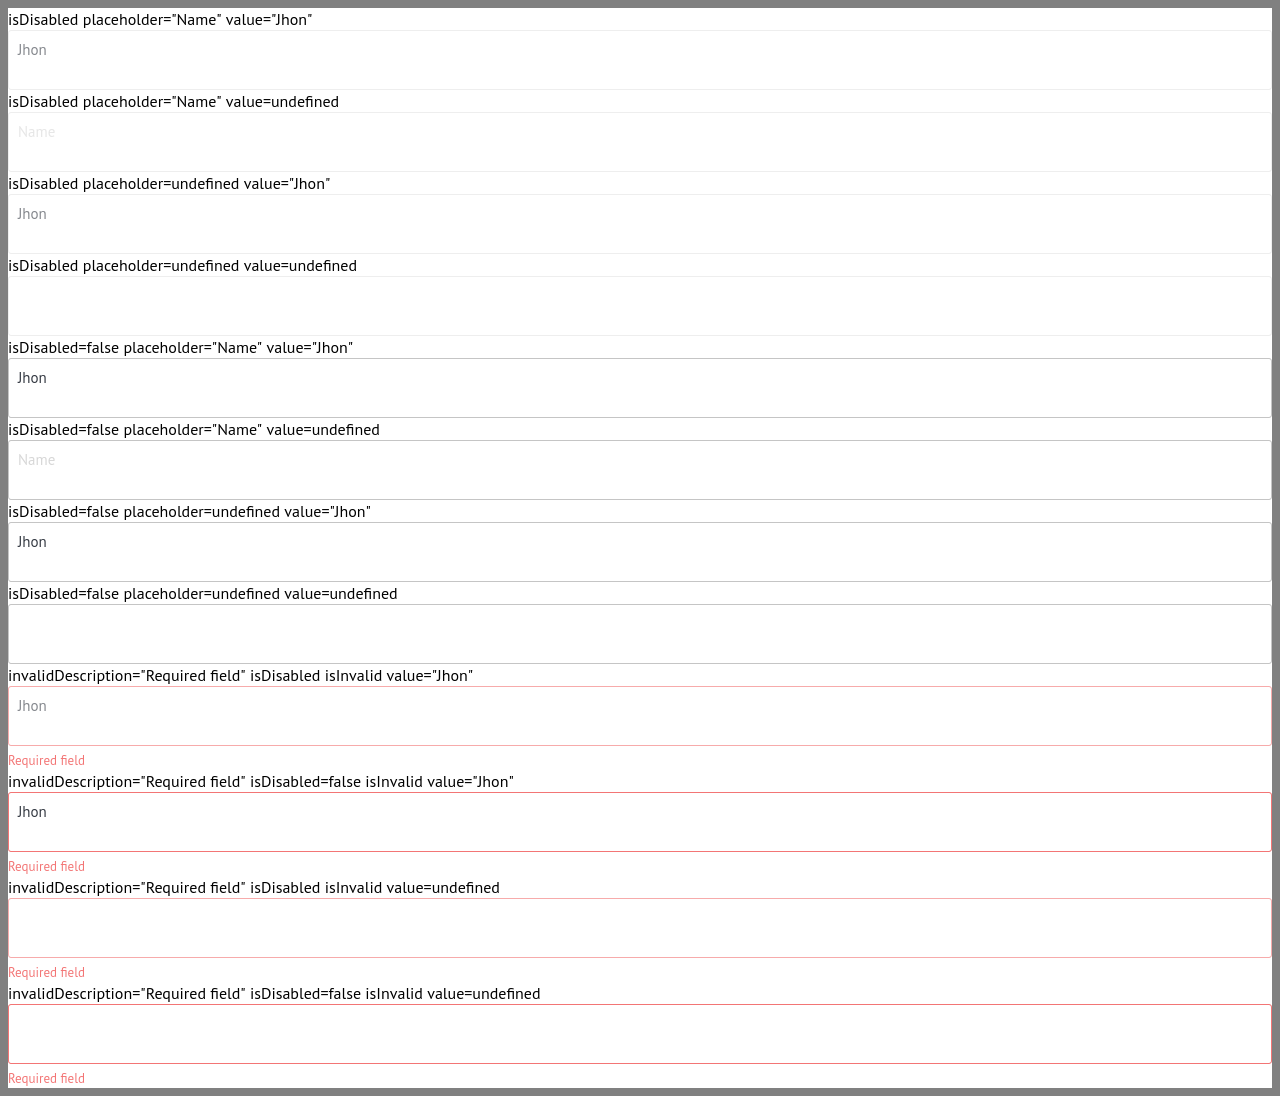 isDisabled placeholder="Name" value="Jhon"
Jhon
isDisabled placeholder="Name" value=undefined
Name
isDisabled placeholder=undefined value="Jhon"
Jhon
isDisabled placeholder=undefined value=undefined
isDisabled=false placeholder="Name" value="Jhon"
Jhon
isDisabled=false placeholder="Name" value=undefined
Name
isDisabled=false placeholder=undefined value="Jhon"
Jhon
isDisabled=false placeholder=undefined value=undefined
invalidDescription="Required field" isDisabled isInvalid value="Jhon"
Jhon
Required field
invalidDescription="Required field" isDisabled=false isInvalid value="Jhon"
Jhon
Required field
invalidDescription="Required field" isDisabled isInvalid value=undefined
Required field
invalidDescription="Required field" isDisabled=false isInvalid value=undefined
Required field